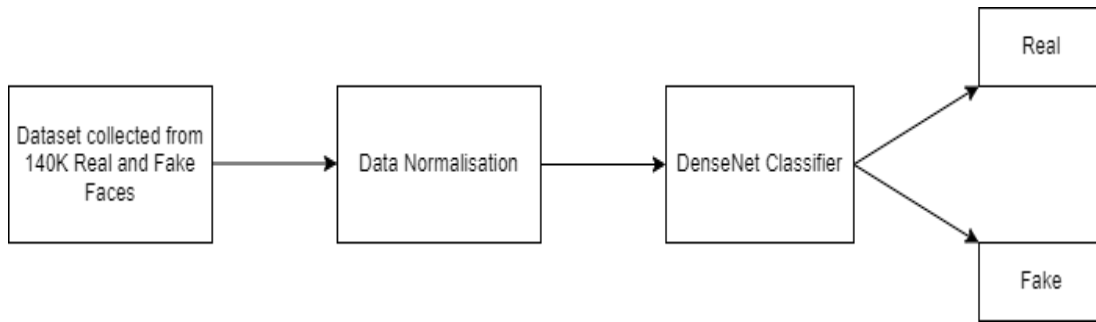 Dataset collected from
140K Real and Fake
Faces
Data Normalisation
DenseNet Classifier
Real
Fake